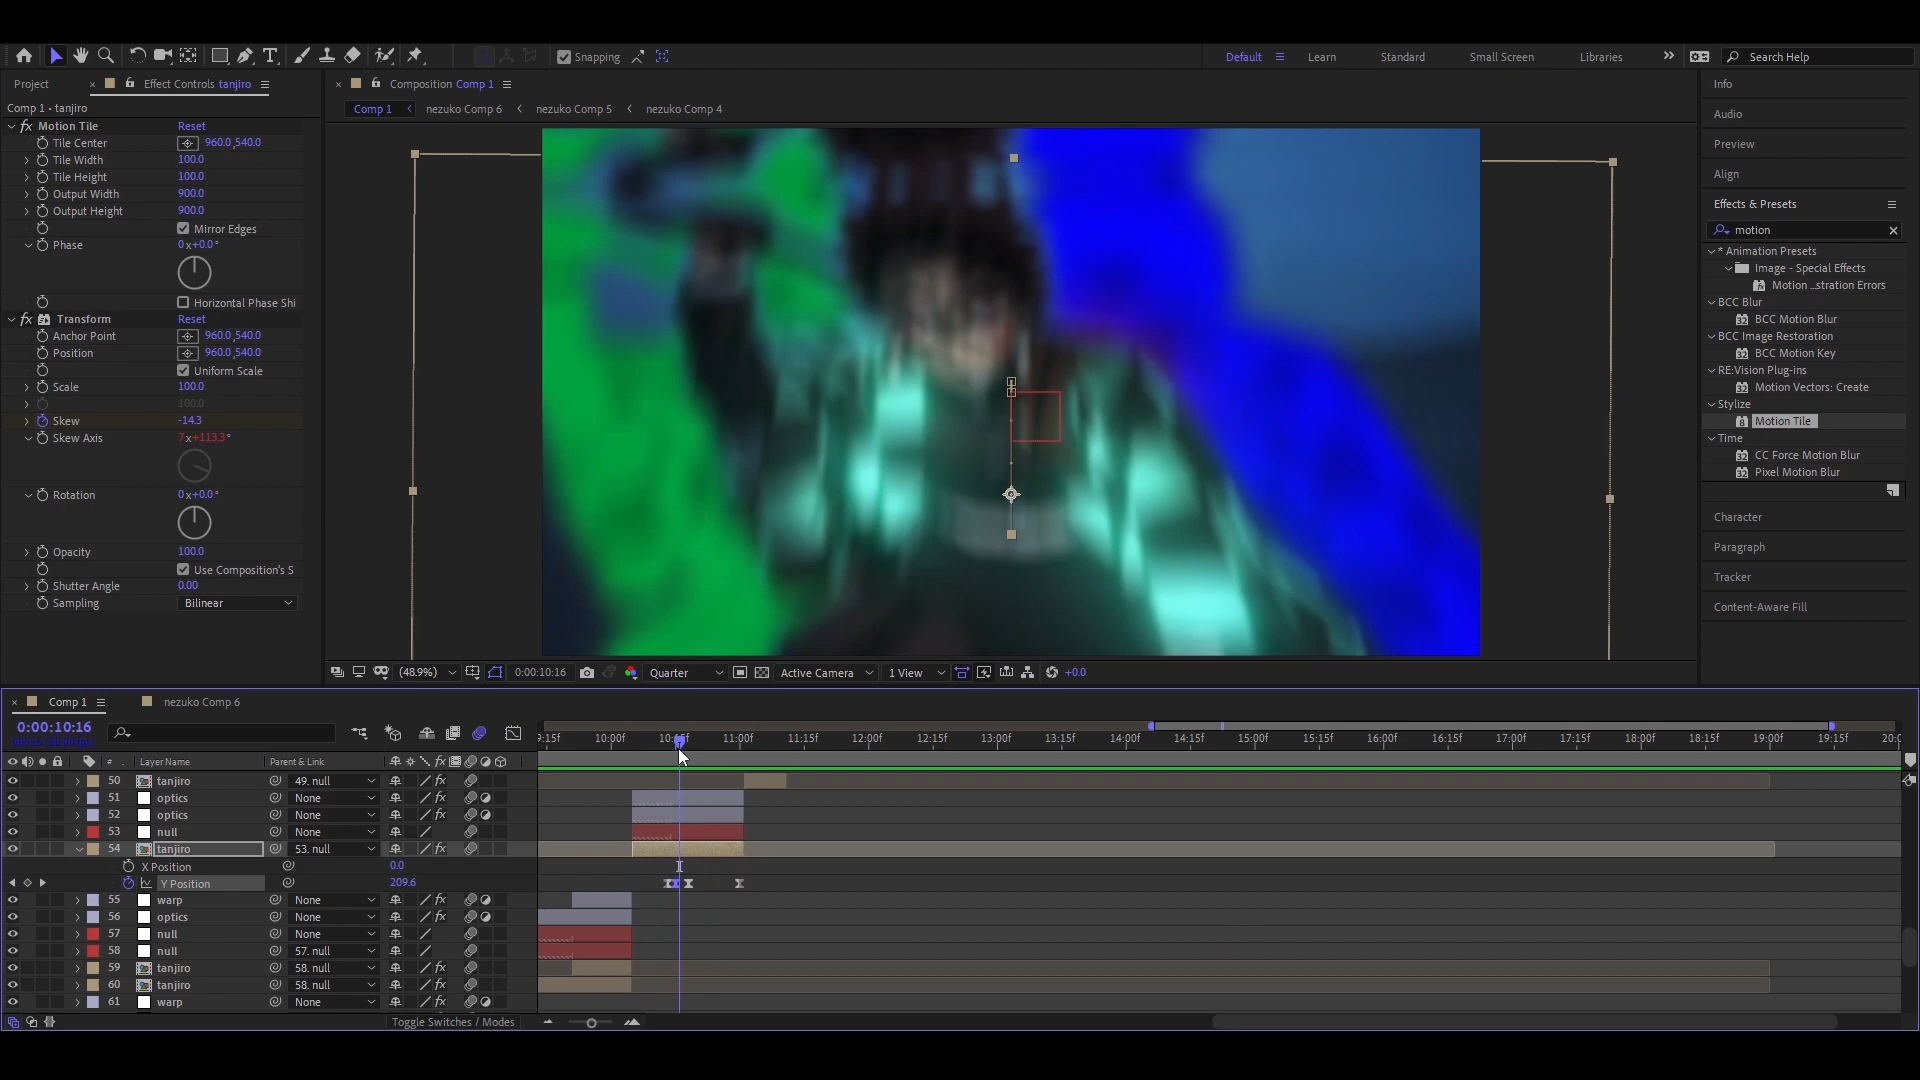 Snapping
Default
Learn
Standard
Small Screen
Libraries
Search Help
Project
Effect Controls tanjiro
Composition Comp 1
Info
Comp 1 • tanjiro
Comp 1
nezuko Comp 6
nezuko Comp 5
nezuko Comp 4
Audio
Preview
Align
Effects & Presets
motion
* Animation Presets
Image - Special Effects
Motion ...stration Errors
BCC Blur
BCC Motion Blur
BCC Image Restoration
BCC Motion Key
RE:Vision Plug-ins
Motion Vectors: Create
Stylize
Motion Tile
Time
CC Force Motion Blur
Pixel Motion Blur
Character
Paragraph
Tracker
Content-Aware Fill
fx Motion Tile Reset
Tile Center 960.0,540.0
Tile Width 100.0
Tile Height 100.0
Output Width 900.0
Output Height 900.0
Mirror Edges
Phase 0x+0.0°
Horizontal Phase Shi
fx Transform Reset
Anchor Point 960.0,540.0
Position 960.0,540.0
Uniform Scale
Scale 100.0
100.0
Skew -14.3
Skew Axis 7x+113.3°
Rotation 0x+0.0°
Opacity 100.0
Use Composition's S
Shutter Angle 0.00
Sampling Bilinear
(48.9%) 0:00:10:16 Quarter Active Camera 1 View +0.0
Comp 1
nezuko Comp 6
0:00:10:16
9:15f 10:00f 11:00f 11:15f 12:00f 12:15f 13:00f 13:15f 14:00f 14:15f 15:00f 15:15f 16:00f 16:15f 17:00f 17:15f 18:00f 18:15f 19:00f 19:15f 20:0
# Layer Name Parent & Link
50 tanjiro 49. null
51 optics None
52 optics None
53 null None
54 tanjiro 53. null
X Position 0.0
Y Position 209.6
55 warp None
56 optics None
57 null None
58 null 57. null
59 tanjiro 58. null
60 tanjiro 58. null
61 warp None
Toggle Switches / Modes